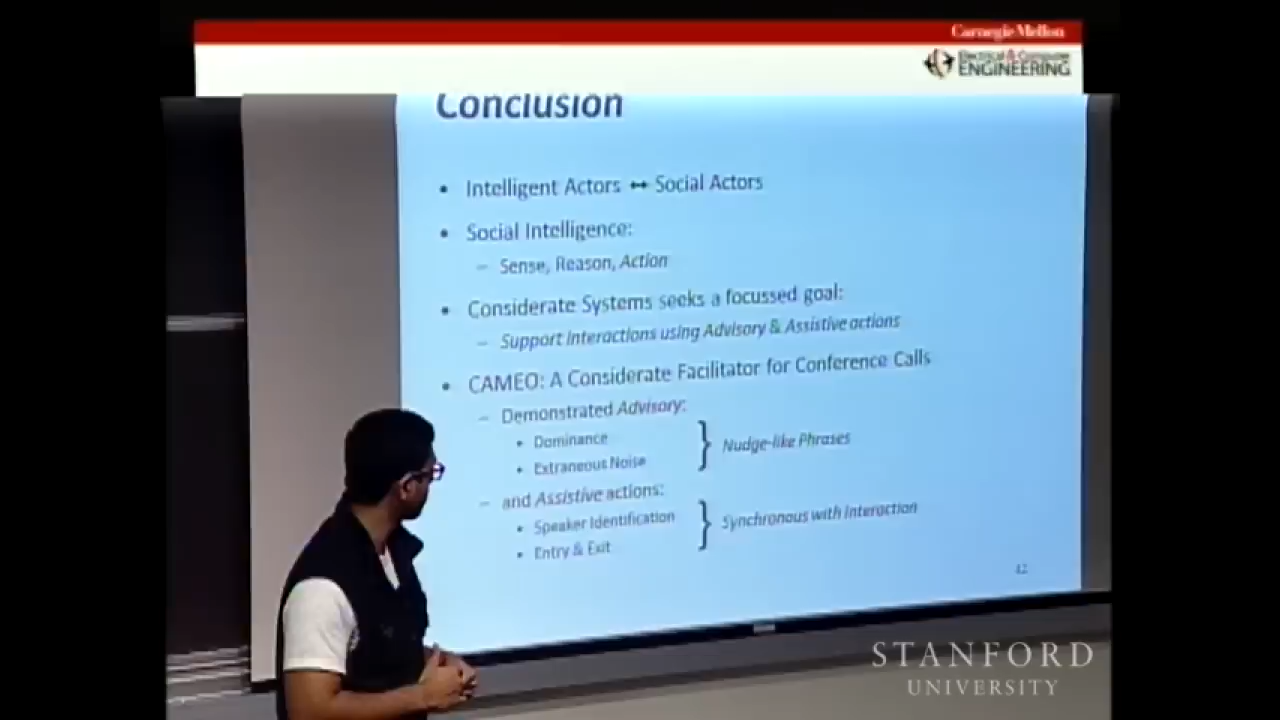 Carnegie Mellon
Electrical & Computer
ENGINEERING
Conclusion
• Intelligent Actors ↔ Social Actors
• Social Intelligence:
– Sense, Reason, Action
• Considerate Systems seeks a focussed goal:
– Support Interactions using Advisory & Assistive actions
• CAMEO: A Considerate Facilitator for Conference Calls
– Demonstrated Advisory:
• Dominance
• Extraneous Noise
} Nudge-like Phrases
– and Assistive actions:
• Speaker Identification
• Entry & Exit
} Synchronous with Interaction
42
STANFORD
UNIVERSITY